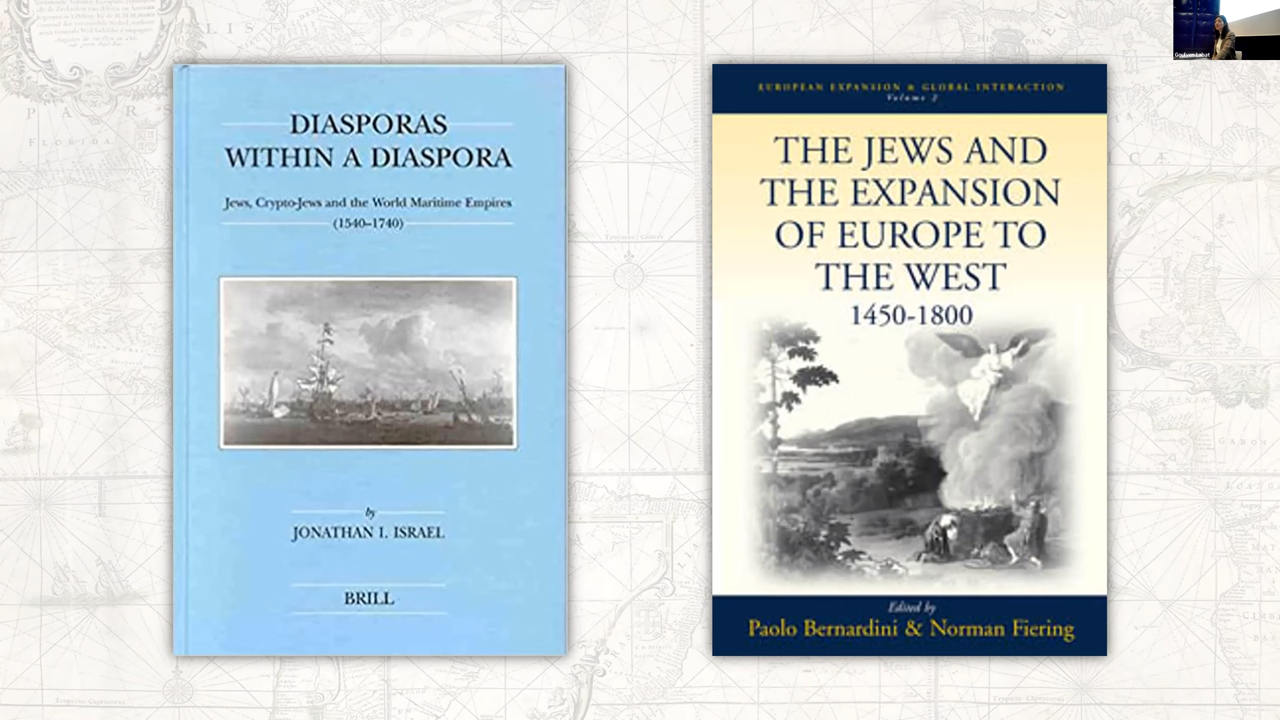 DIASPORAS
WITHIN A DIASPORA
Jews, Crypto-Jews and the World Maritime Empires
(1540–1740)
by
JONATHAN I. ISRAEL
BRILL
EUROPEAN EXPANSION & GLOBAL INTERACTION
Volume 2
THE JEWS AND
THE EXPANSION
OF EUROPE TO
THE WEST
1450-1800
Edited by
Paolo Bernardini & Norman Fiering